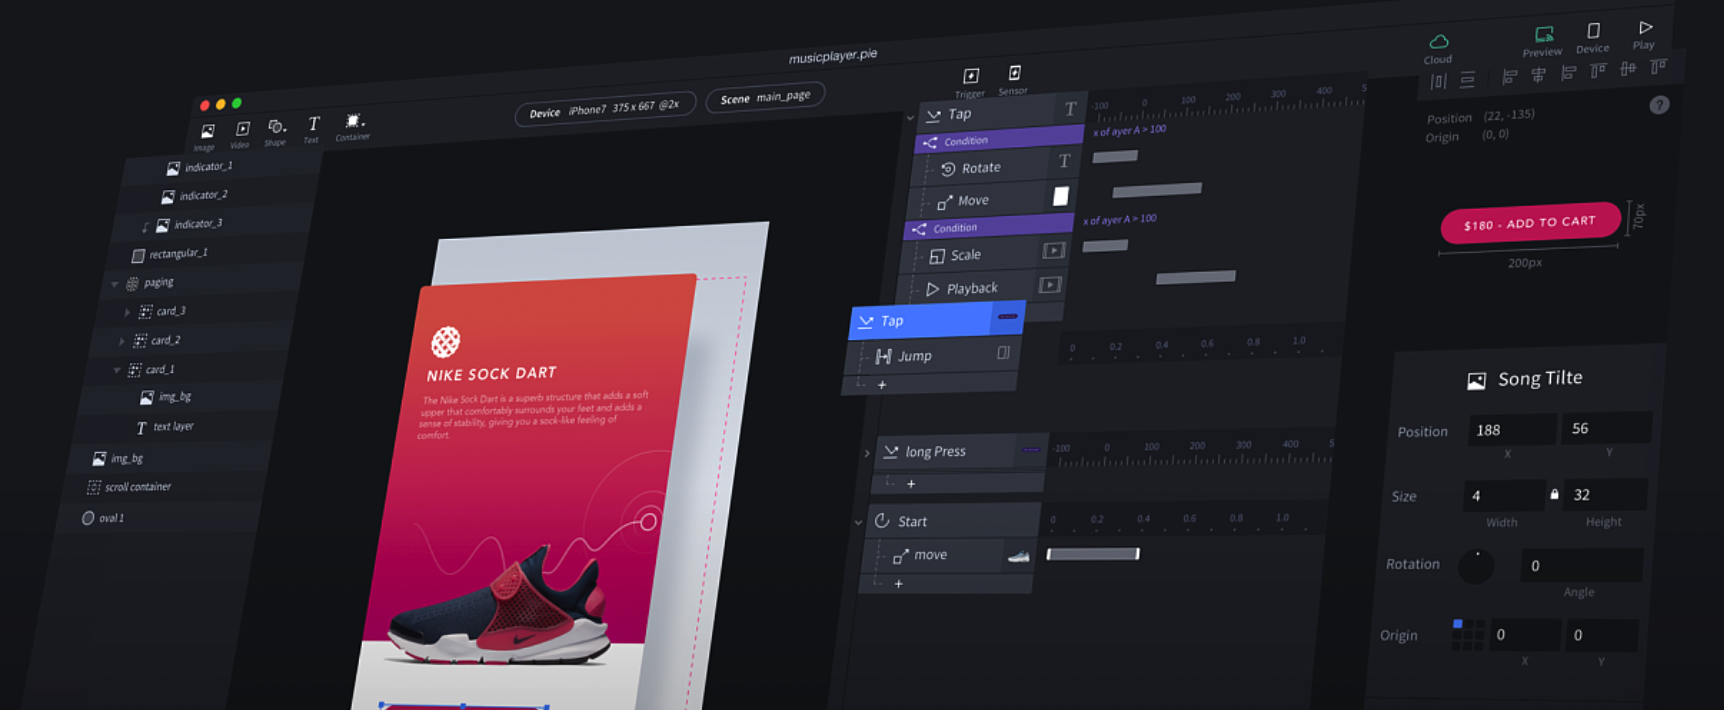 musicplayer.pie
Cloud
Preview
Device
Play
Image
Video
Shape
Text
Container
Device iPhone7 375 x 667 @2x
Scene main_page
Trigger
Sensor
indicator_1
indicator_2
indicator_3
rectangular_1
paging
card_3
card_2
card_1
img_bg
T text layer
img_bg
scroll container
oval 1
NIKE SOCK DART
The Nike Sock Dart is a superb structure that adds a soft
upper that comfortably surrounds your feet and adds a
sense of stability, giving you a sock-like feeling of
comfort.
Tap T
-100 0 100 200 300 400 5
Condition
x of ayer A > 100
Rotate T
Move
Condition
x of ayer A > 100
Scale
Playback
Tap
Jump
+
0 0.2 0.4 0.6 0.8 1.0
long Press
-100 0 100 200 300 400 5
+
Start
0 0.2 0.4 0.6 0.8 1.0
move
+
Position (22, -135)
Origin (0, 0)
?
$180 - ADD TO CART
70px
200px
Song Tilte
Position 188 56
X Y
Size 4 32
Width Height
Rotation 0
Angle
Origin 0 0
X Y